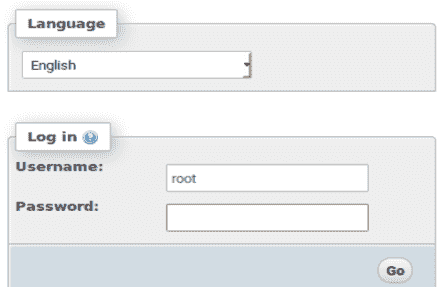 Language
English
Log in
Username:
root
Password:
Go